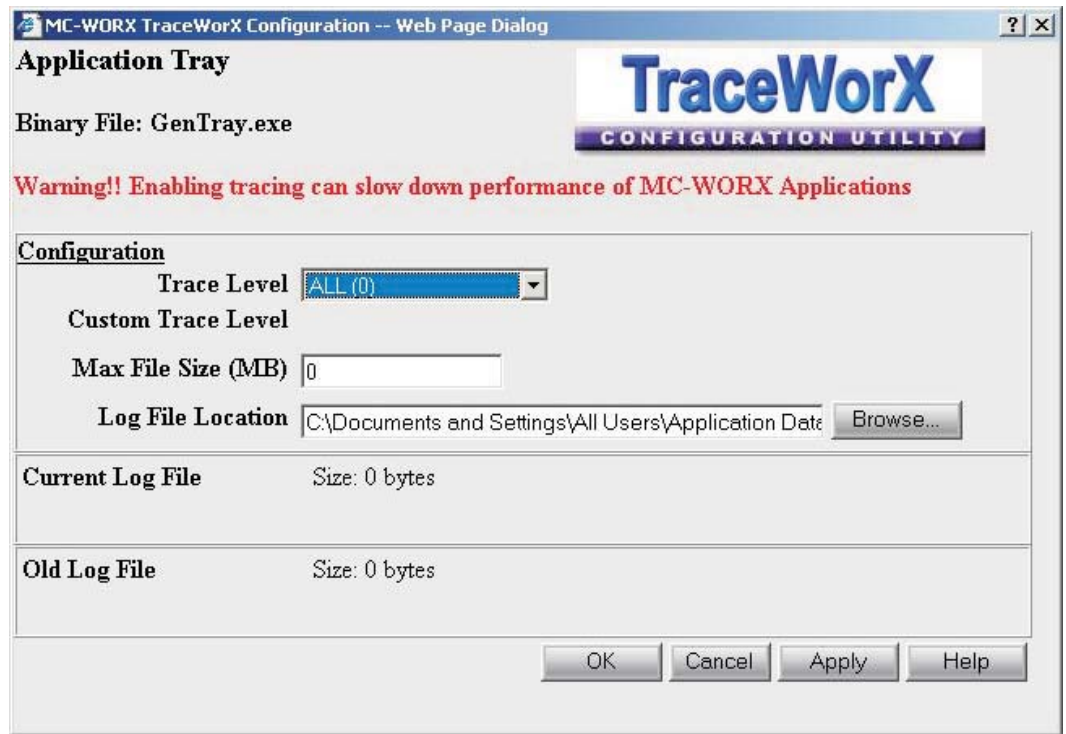 MC-WORX TraceWorX Configuration -- Web Page Dialog
Application Tray
TraceWorX
CONFIGURATION UTILITY
Binary File: GenTray.exe
Warning!! Enabling tracing can slow down performance of MC-WORX Applications
Configuration
Trace Level ALL (0)
Custom Trace Level
Max File Size (MB) 0
Log File Location C:\Documents and Settings\All Users\Application Data Browse...
Current Log File Size: 0 bytes
Old Log File Size: 0 bytes
OK Cancel Apply Help